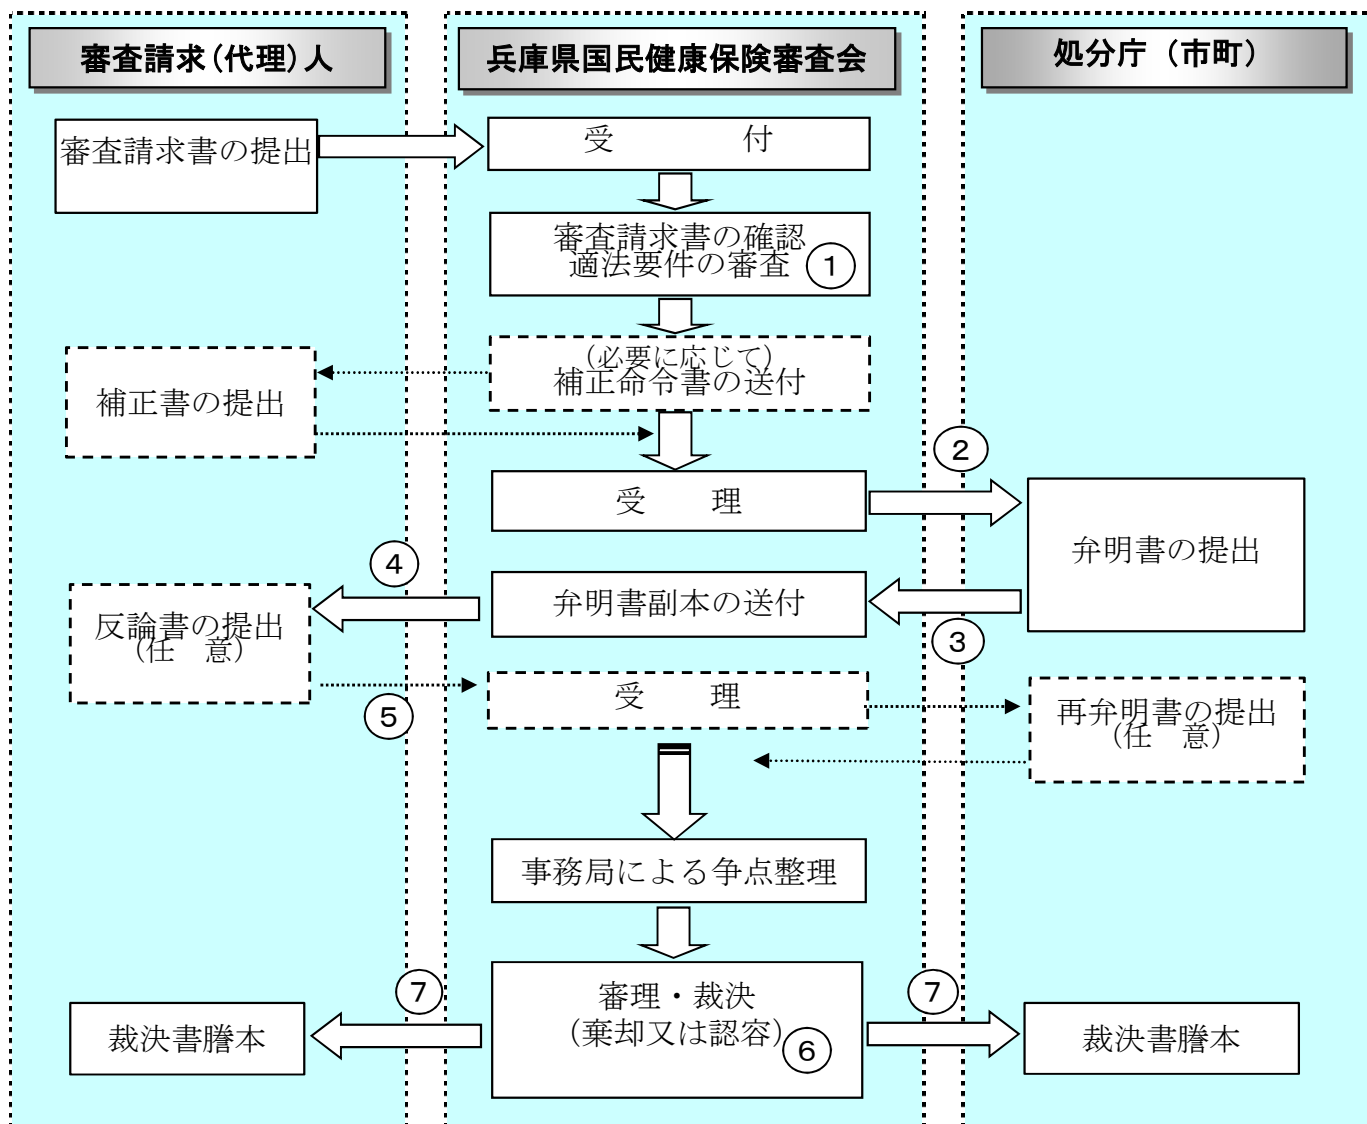 審査請求(代理)人
兵庫県国民健康保険審査会
処分庁（市町）
審査請求書の提出
受　　　　付
審査請求書の確認
適法要件の審査
①
（必要に応じて）
補正命令書の送付
補正書の提出
②
受　　理
弁明書の提出
④
弁明書副本の送付
③
反論書の提出
（任　意）
⑤
受　　理
再弁明書の提出
（任　意）
事務局による争点整理
⑦
審理・裁決
（棄却又は認容）
⑥
⑦
裁決書謄本
裁決書謄本